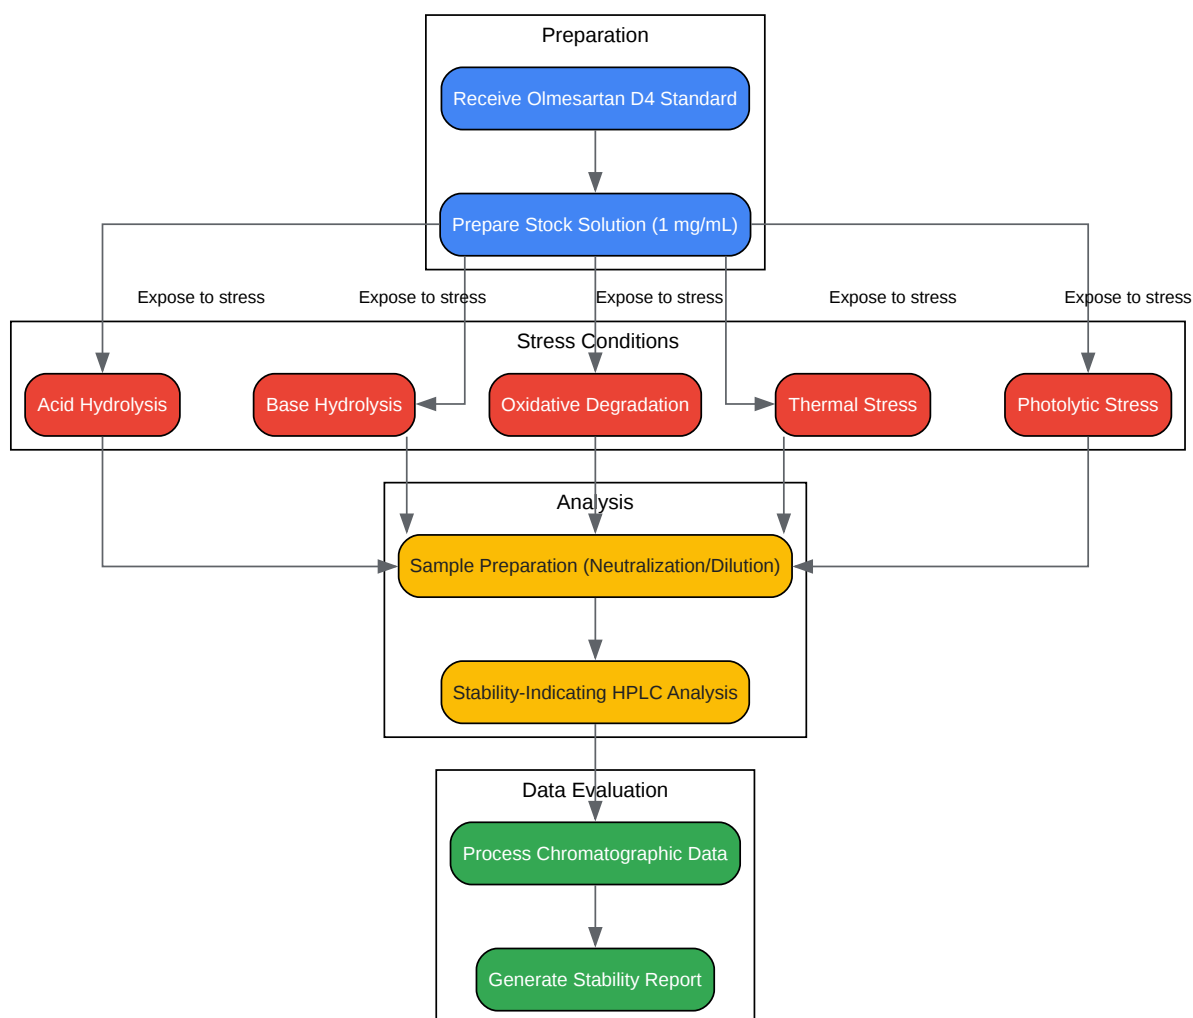 Preparation
Receive Olmesartan D4 Standard
Prepare Stock Solution (1 mg/mL)
Expose to stress
Expose to stress
Expose to stress
Expose to stress
Expose to stress
Stress Conditions
Acid Hydrolysis
Base Hydrolysis
Oxidative Degradation
Thermal Stress
Photolytic Stress
Analysis
Sample Preparation (Neutralization/Dilution)
Stability-Indicating HPLC Analysis
Data Evaluation
Process Chromatographic Data
Generate Stability Report